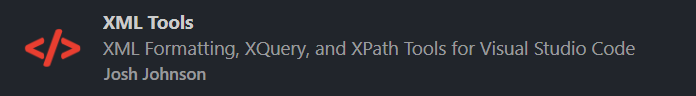 XML Tools
XML Formatting, XQuery, and XPath Tools for Visual Studio Code
Josh Johnson